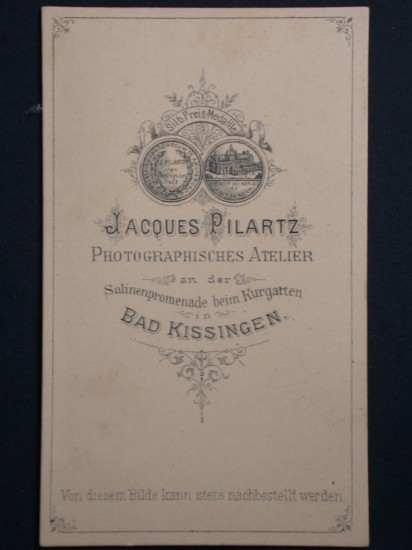 Silb. Preis-Medaille
JACQUES PILARTZ
PHOTOGRAPHISCHES ATELIER
an der
Salinenpromenade beim Kurgarten
in
BAD KISSINGEN.
Von diesem Bilde kann stets nachbestellt werden.